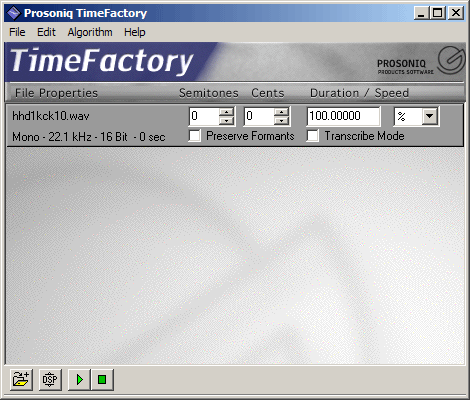 Prosoniq TimeFactory
File Edit Algorithm Help
TimeFactory
PROSONIQ
PRODUCTS SOFTWARE
File Properties Semitones Cents Duration / Speed
hhd1kck10.wav 0 0 100.00000 %
Mono - 22.1 kHz - 16 Bit - 0 sec Preserve Formants Transcribe Mode
DSP